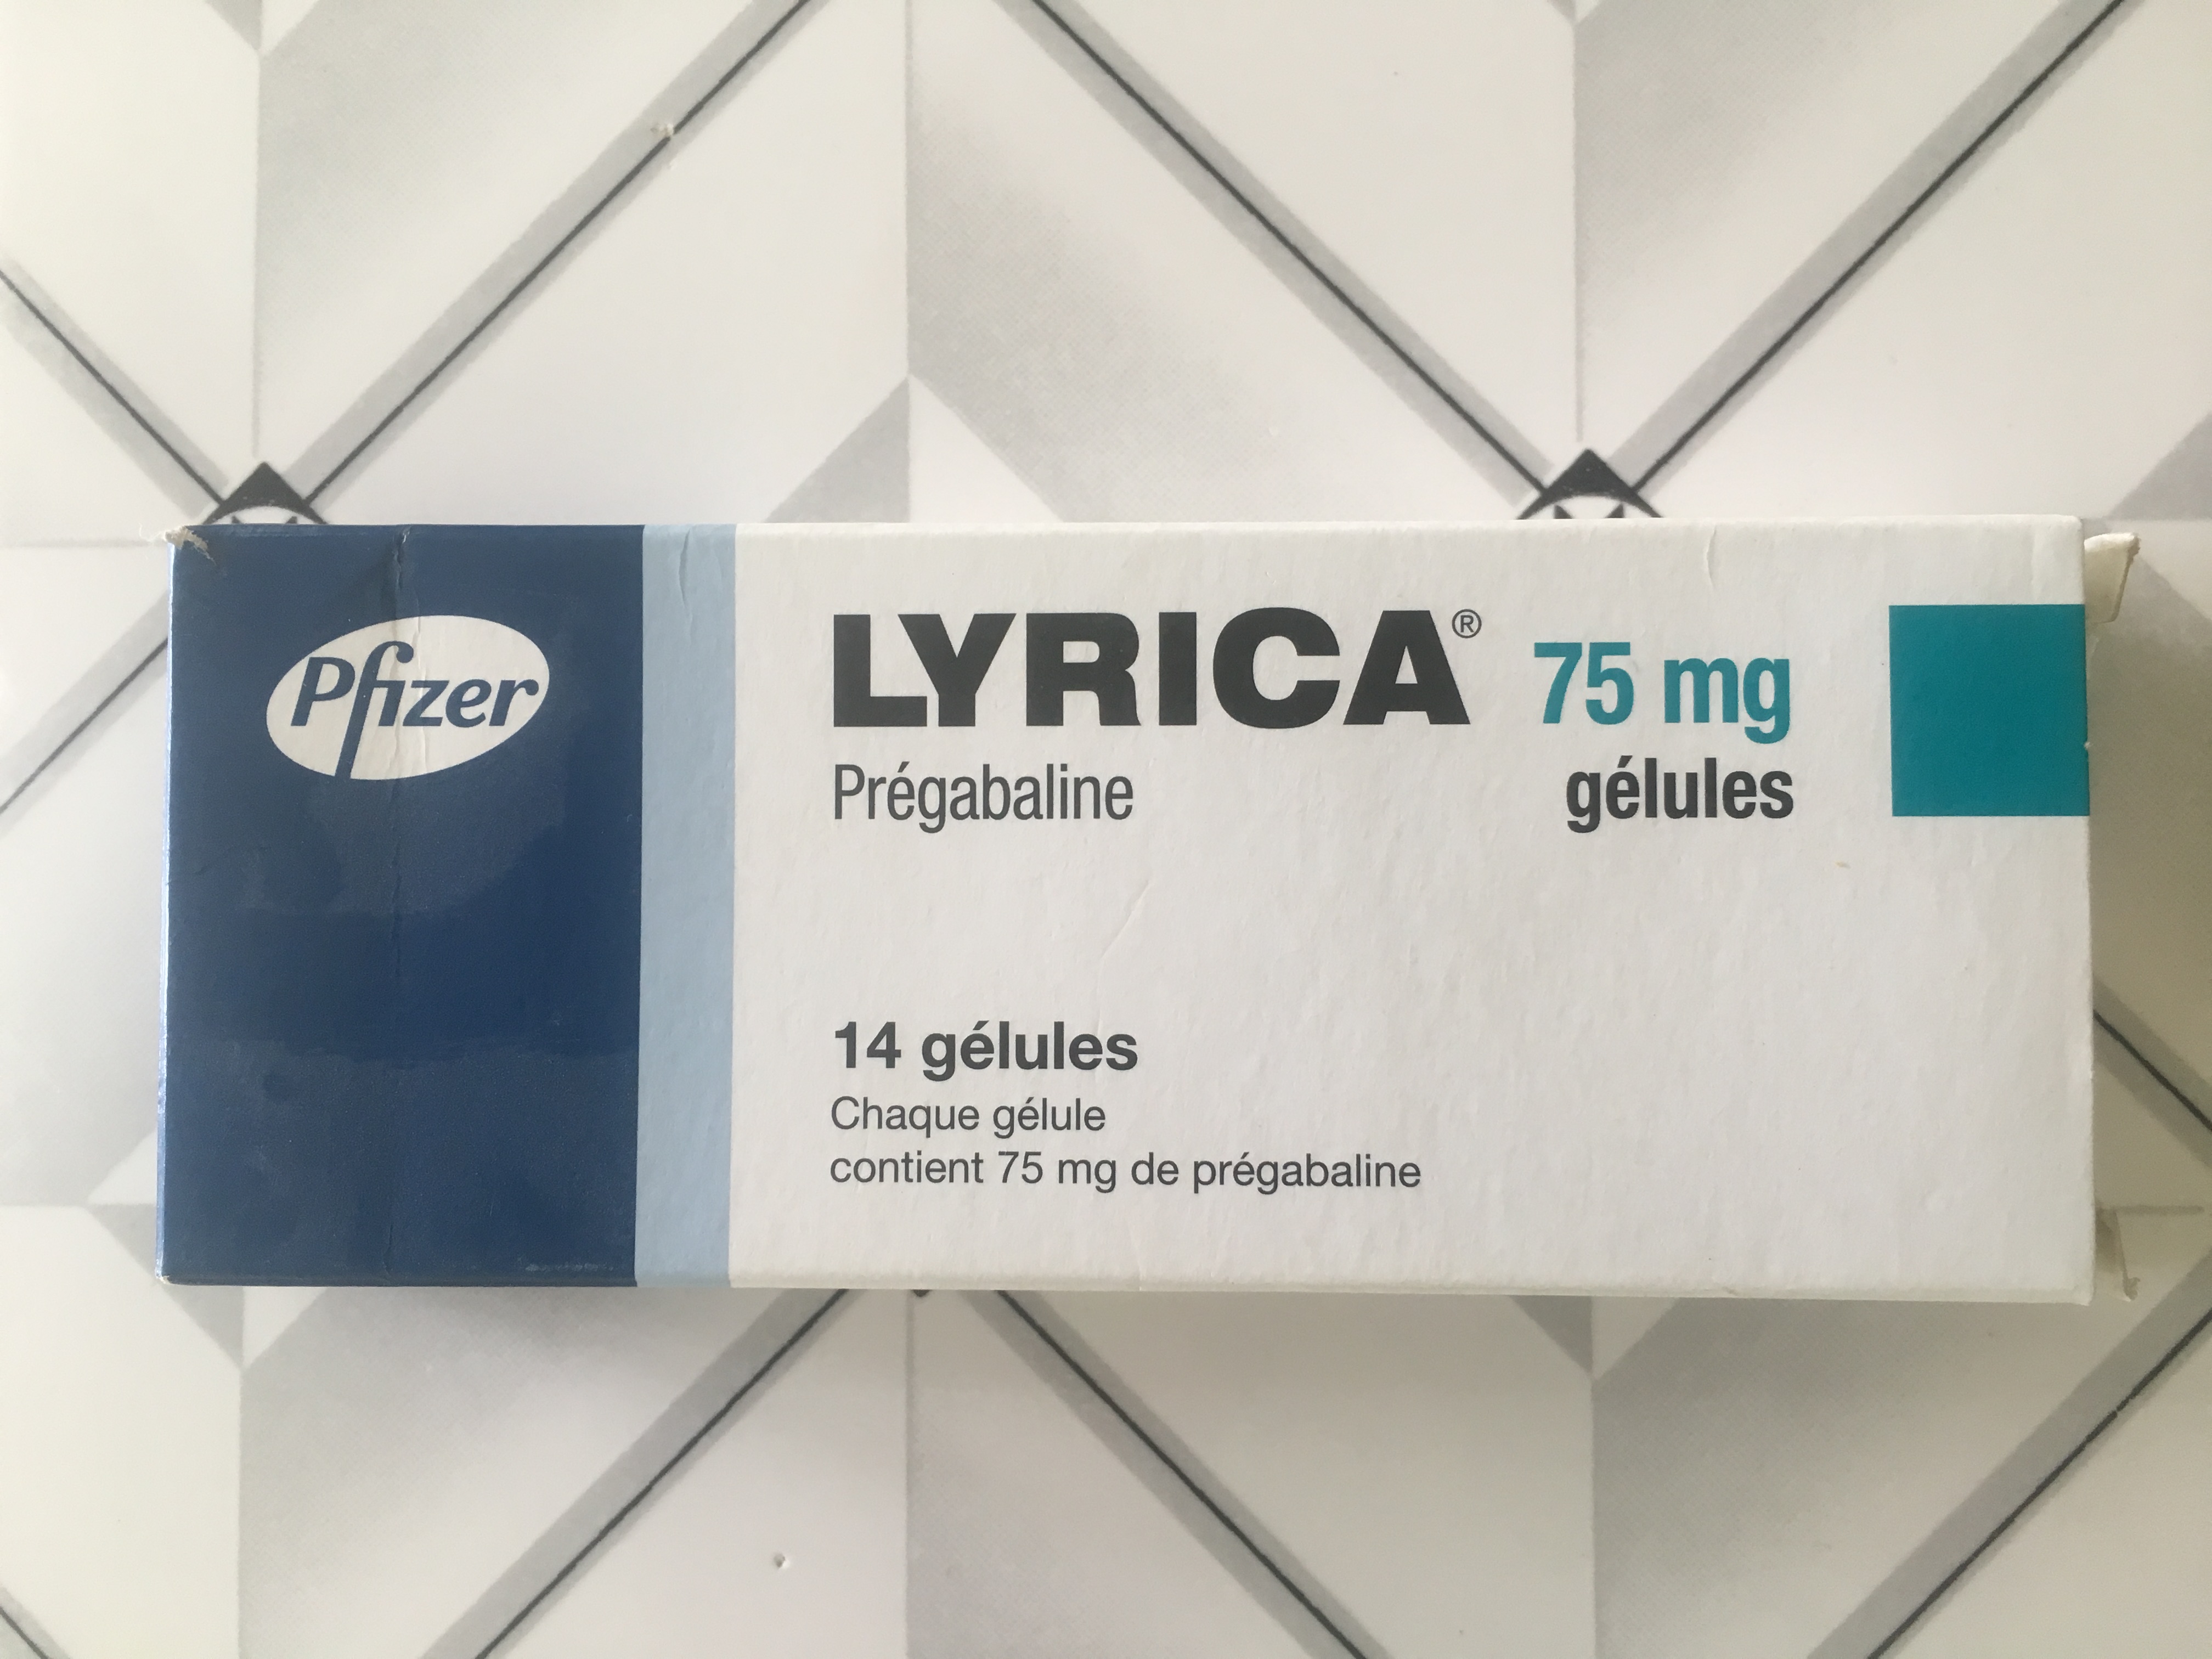 Pfizer
LYRICA® 75 mg
Prégabaline gélules
14 gélules
Chaque gélule
contient 75 mg de prégabaline